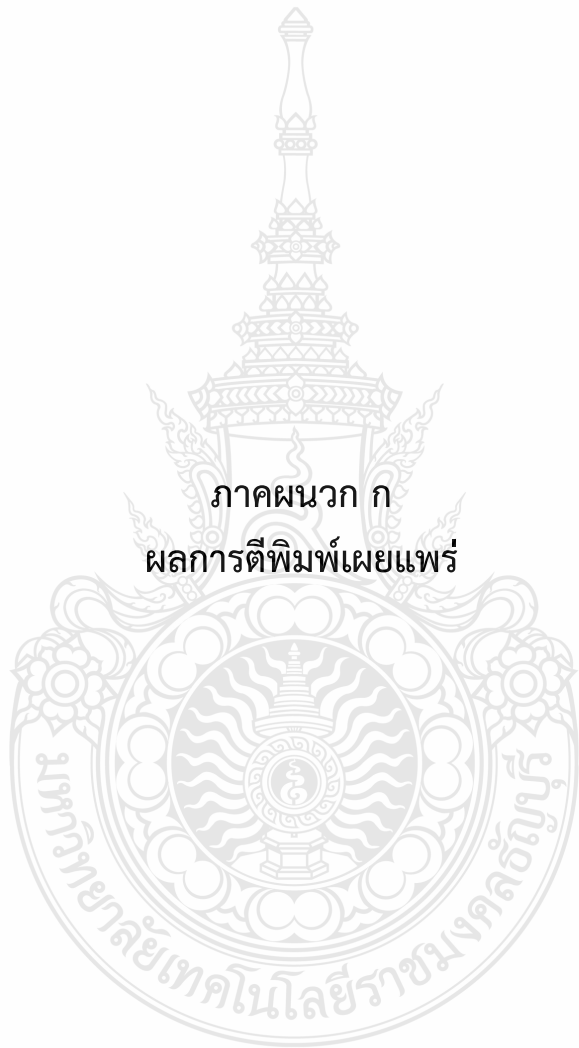 ภาคผนวก ก
ผลการตีพิมพ์เผยแพร่
มหาวิทยาลัยเทคโนโลยีราชมงคลธัญบุรี